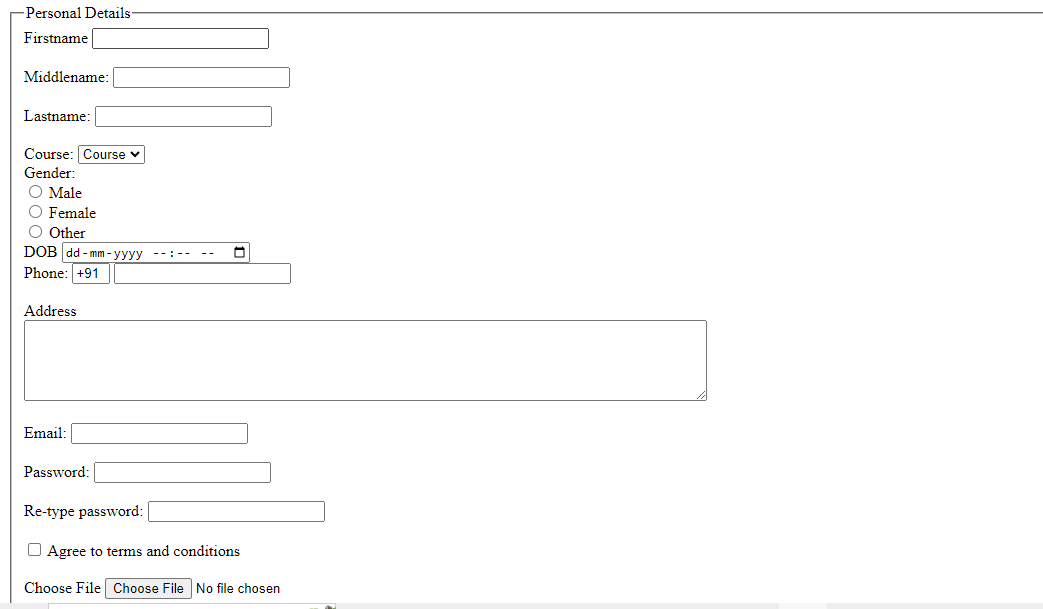 Personal Details
Firstname
Middlename:
Lastname:
Course: Course
Gender:
Male
Female
Other
DOB dd-mm-yyyy --:-- --
Phone: +91
Address
Email:
Password:
Re-type password:
Agree to terms and conditions
Choose File Choose File No file chosen